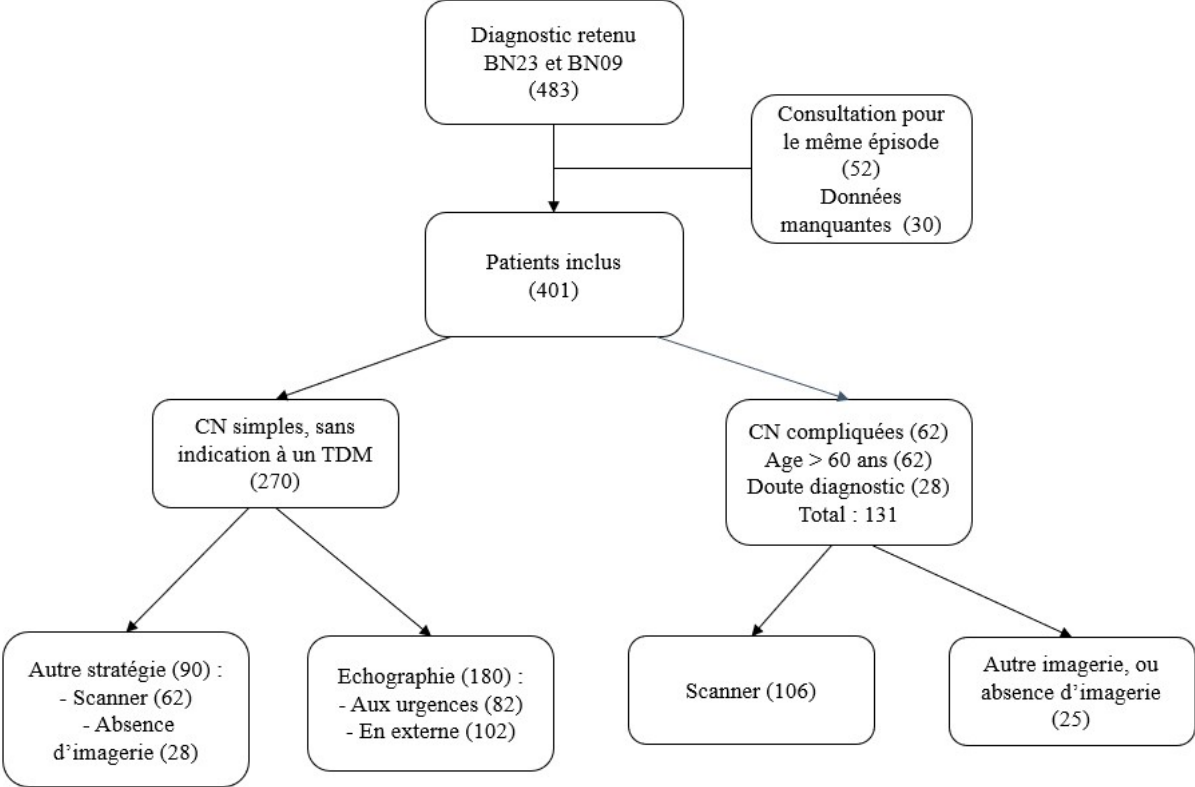 Diagnostic retenu
BN23 et BN09
(483)
Consultation pour
le même épisode
(52)
Données
manquantes (30)
Patients inclus
(401)
CN simples, sans
indication à un TDM
(270)
CN compliquées (62)
Age > 60 ans (62)
Doute diagnostic (28)
Total : 131
Autre stratégie (90) :
- Scanner (62)
- Absence
d’imagerie (28)
Echographie (180) :
- Aux urgences (82)
- En externe (102)
Scanner (106)
Autre imagerie, ou
absence d’imagerie
(25)